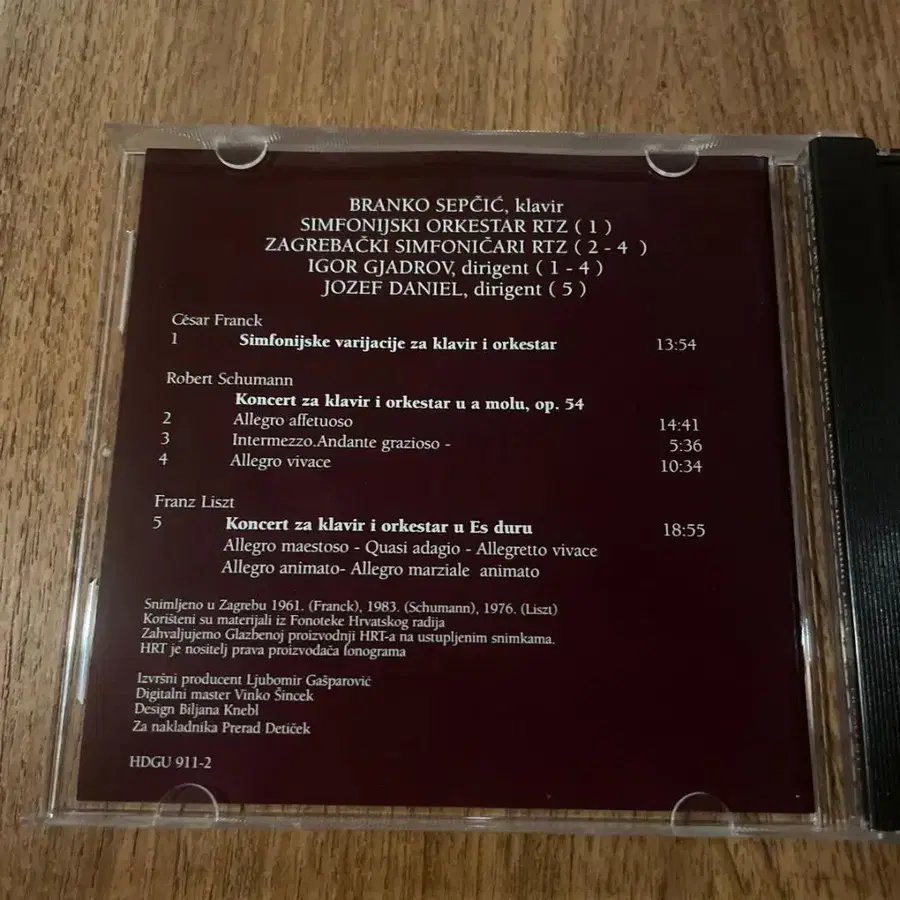 BRANKO SEPČIĆ, klavir
SIMFONIJSKI ORKESTAR RTZ ( 1 )
ZAGREBAČKI SIMFONIČARI RTZ ( 2 - 4 )
IGOR GJADROV, dirigent ( 1 - 4 )
JOZEF DANIEL, dirigent ( 5 )
César Franck
1 Simfonijske varijacije za klavir i orkestar 13:54
Robert Schumann
Koncert za klavir i orkestar u a molu, op. 54
2 Allegro affetuoso 14:41
3 Intermezzo.Andante grazioso - 5:36
4 Allegro vivace 10:34
Franz Liszt
5 Koncert za klavir i orkestar u Es duru 18:55
Allegro maestoso - Quasi adagio - Allegretto vivace
Allegro animato- Allegro marziale animato
Snimljeno u Zagrebu 1961. (Franck), 1983. (Schumann), 1976. (Liszt)
Korišteni su materijali iz Fonoteke Hrvatskog radija
Zahvaljujemo Glazbenoj proizvodnji HRT-a na ustupljenim snimkama.
HRT je nositelj prava proizvođača fonograma
Izvršni producent Ljubomir Gašparović
Digitalni master Vinko Šincek
Design Biljana Knebl
Za nakladnika Prerad Detiček
HDGU 911-2